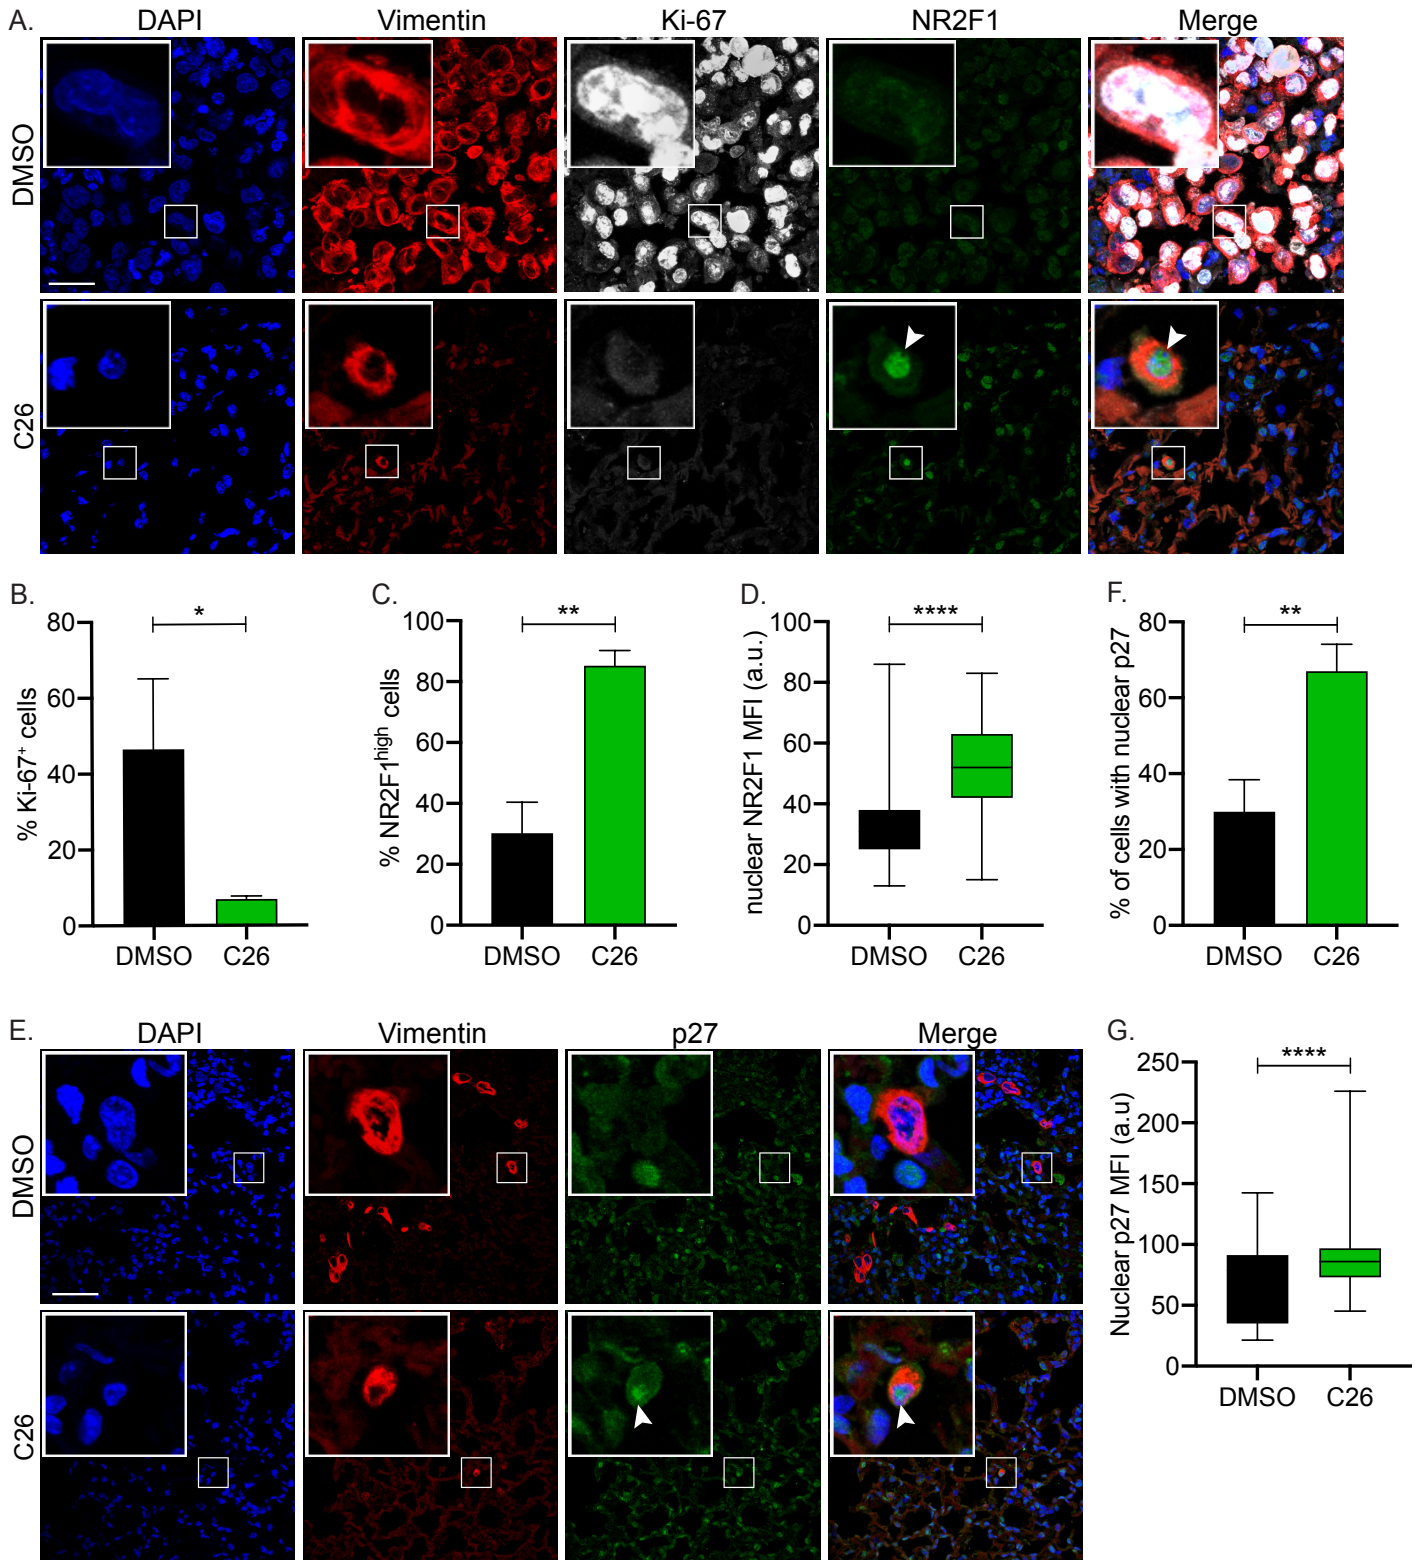 A. DAPI Vimentin Ki-67 NR2F1 Merge
DMSO
C26
B.
% Ki-67+ cells
80
60
40
20
0
*
DMSO C26
C.
% NR2F1high cells
100
80
60
40
20
0
**
DMSO C26
D.
nuclear NR2F1 MFI (a.u.)
100
80
60
40
20
0
****
DMSO C26
F.
% of cells with nuclear p27
80
60
40
20
0
**
DMSO C26
E. DAPI Vimentin p27 Merge
DMSO
C26
G.
Nuclear p27 MFI (a.u)
250
200
150
100
50
0
****
DMSO C26